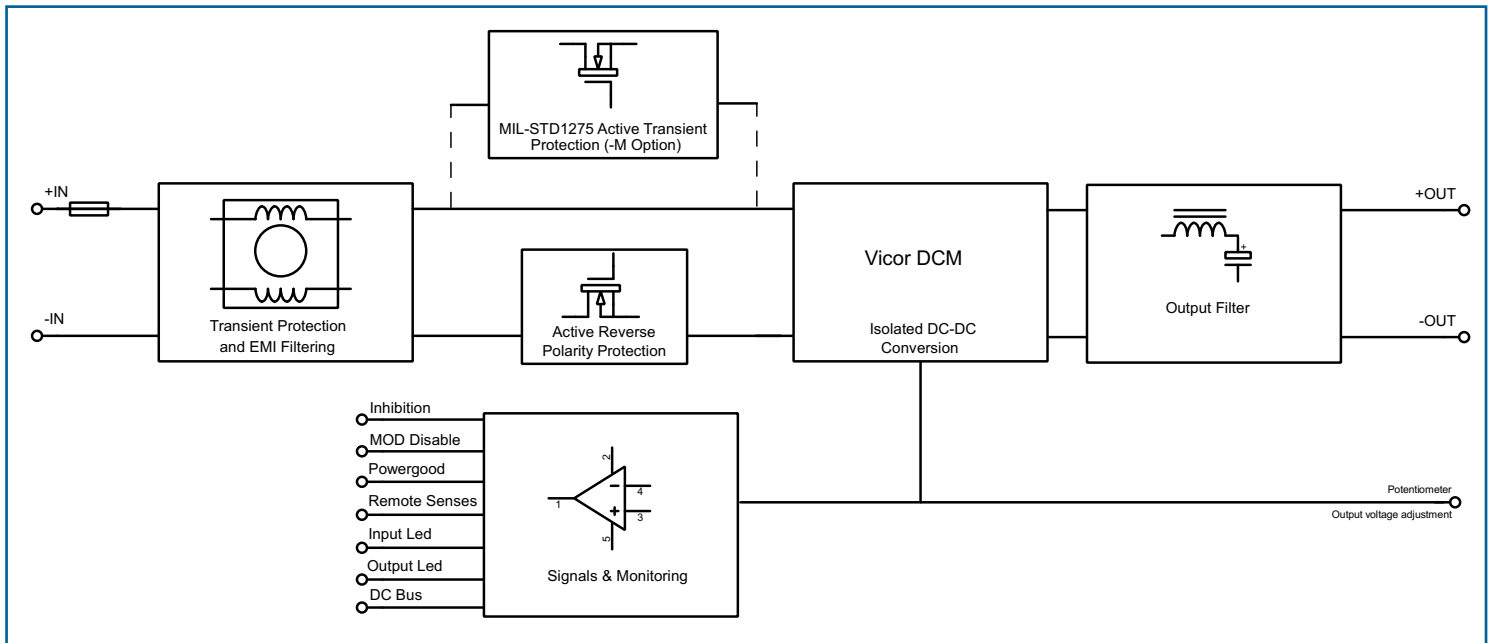 MIL-STD1275 Active Transient
Protection (-M Option)
+IN
-IN
Transient Protection
and EMI Filtering
Active Reverse
Polarity Protection
Vicor DCM
Isolated DC-DC
Conversion
+
Output Filter
+OUT
-OUT
Inhibition
MOD Disable
Powergood
Remote Senses
Input Led
Output Led
DC Bus
2
4
1
3
5
Signals & Monitoring
Potentiometer
Output voltage adjustment